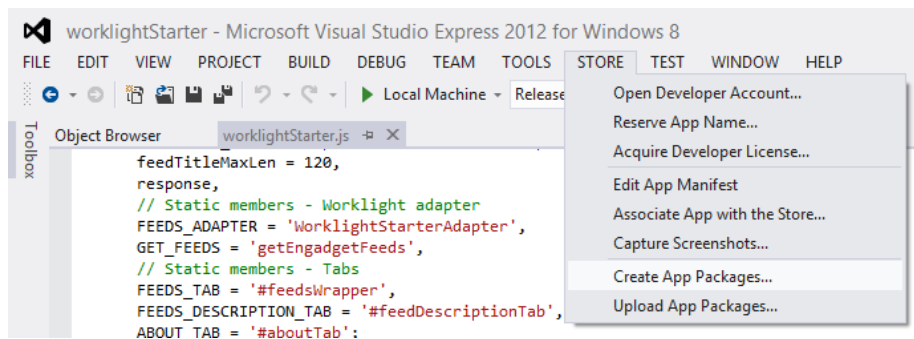 worklightStarter - Microsoft Visual Studio Express 2012 for Windows 8
FILE EDIT VIEW PROJECT BUILD DEBUG TEAM TOOLS STORE TEST WINDOW HELP
Local Machine Release
Toolbox
Object Browser worklightStarter.js
feedTitleMaxLen = 120,
response,
// Static members - Worklight adapter
FEEDS_ADAPTER = 'WorklightStarterAdapter',
GET_FEEDS = 'getEngadgetFeeds',
// Static members - Tabs
FEEDS_TAB = '#feedsWrapper',
FEEDS_DESCRIPTION_TAB = '#feedDescriptionTab',
ABOUT_TAB = '#aboutTab';
Open Developer Account...
Reserve App Name...
Acquire Developer License...
Edit App Manifest
Associate App with the Store...
Capture Screenshots...
Create App Packages...
Upload App Packages...